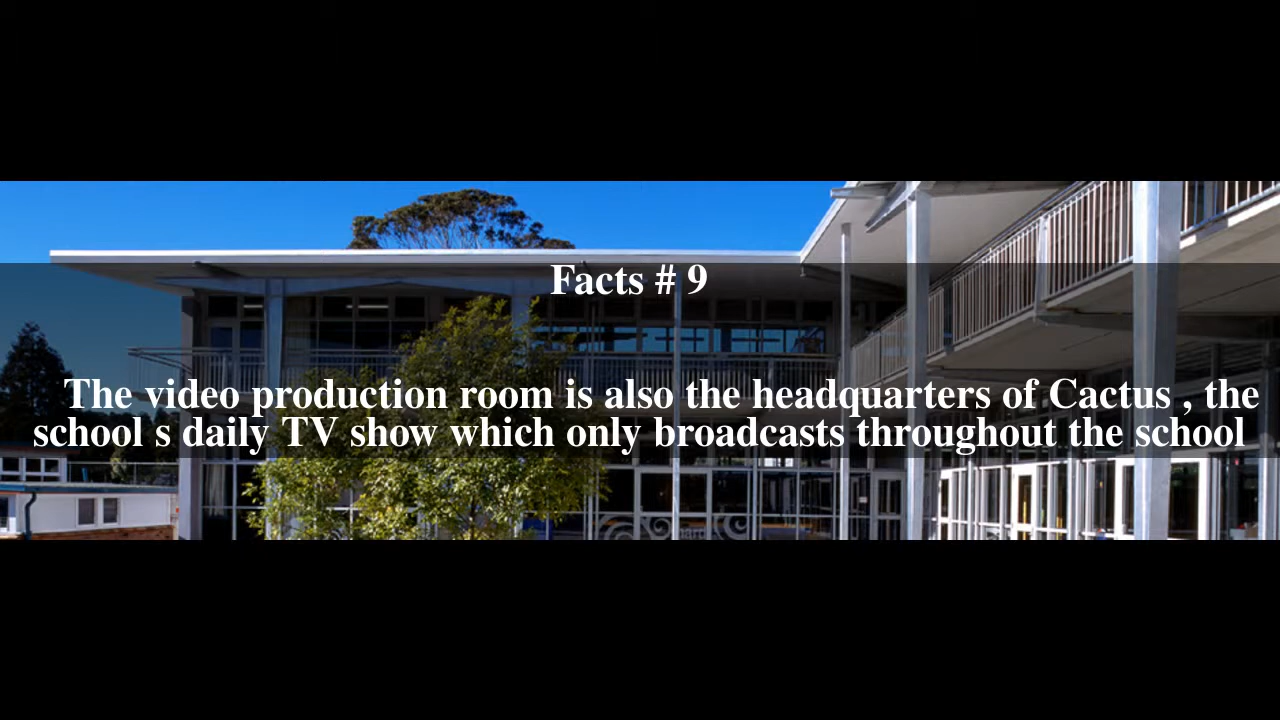 Facts # 9
The video production room is also the headquarters of Cactus , the
school s daily TV show which only broadcasts throughout the school